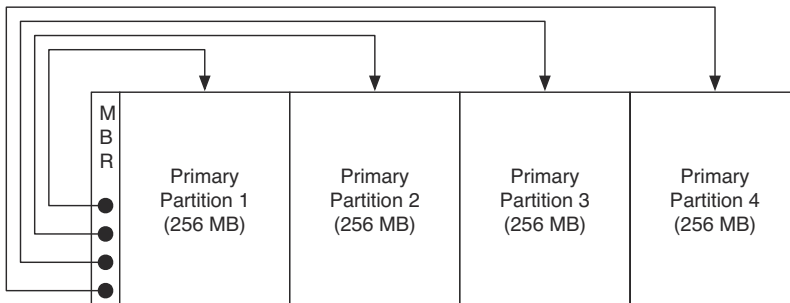 M
B
R
Primary
Partition 1
(256 MB)
Primary
Partition 2
(256 MB)
Primary
Partition 3
(256 MB)
Primary
Partition 4
(256 MB)